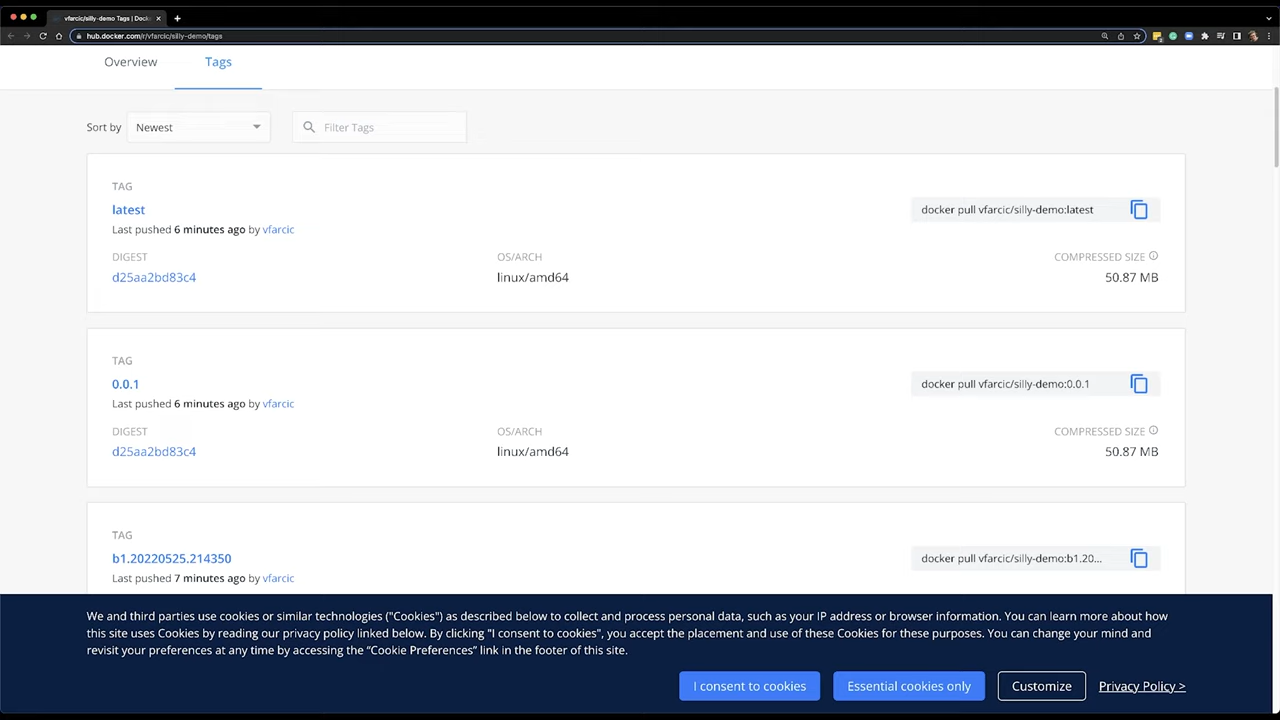 vfarcic/silly-demo Tags | Dock
hub.docker.com/r/vfarcic/silly-demo/tags
Overview Tags
Sort by Newest Filter Tags
TAG
latest docker pull vfarcic/silly-demo:latest
Last pushed 6 minutes ago by vfarcic
DIGEST OS/ARCH COMPRESSED SIZE
d25aa2bd83c4 linux/amd64 50.87 MB
TAG
0.0.1 docker pull vfarcic/silly-demo:0.0.1
Last pushed 6 minutes ago by vfarcic
DIGEST OS/ARCH COMPRESSED SIZE
d25aa2bd83c4 linux/amd64 50.87 MB
TAG
b1.20220525.214350 docker pull vfarcic/silly-demo:b1.20...
Last pushed 7 minutes ago by vfarcic
We and third parties use cookies or similar technologies ("Cookies") as described below to collect and process personal data, such as your IP address or browser information. You can learn more about how
this site uses Cookies by reading our privacy policy linked below. By clicking "I consent to cookies", you accept the placement and use of these Cookies for these purposes. You can change your mind and
revisit your preferences at any time by accessing the “Cookie Preferences” link in the footer of this site.
I consent to cookies Essential cookies only Customize Privacy Policy >